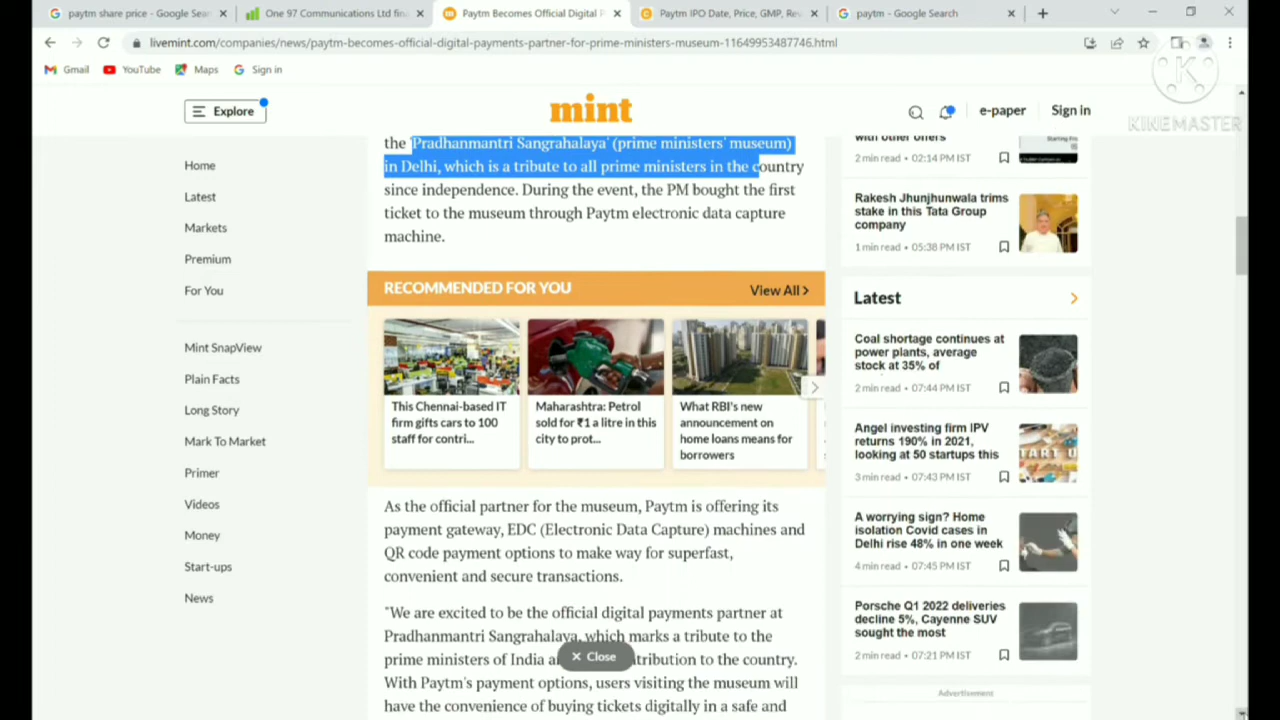 paytm share price - Google Sear
One 97 Communications Ltd fina
Paytm Becomes Official Digital P
Paytm IPO Date, Price, GMP, Rev
paytm - Google Search
livemint.com/companies/news/paytm-becomes-official-digital-payments-partner-for-prime-ministers-museum-11649953487746.html
Gmail
YouTube
Maps
Sign in
K
KINEMASTER
Explore
mint
e-paper
Sign in
Home
Latest
Markets
Premium
For You
Mint SnapView
Plain Facts
Long Story
Mark To Market
Primer
Videos
Money
Start-ups
News
the 'Pradhanmantri Sangrahalaya' (prime ministers' museum)
in Delhi, which is a tribute to all prime ministers in the country
since independence. During the event, the PM bought the first
ticket to the museum through Paytm electronic data capture
machine.
RECOMMENDED FOR YOU
View All
This Chennai-based IT
firm gifts cars to 100
staff for contri...
Maharashtra: Petrol
sold for ₹1 a litre in this
city to prot...
What RBI's new
announcement on
home loans means for
borrowers
As the official partner for the museum, Paytm is offering its
payment gateway, EDC (Electronic Data Capture) machines and
QR code payment options to make way for superfast,
convenient and secure transactions.
"We are excited to be the official digital payments partner at
Pradhanmantri Sangrahalaya, which marks a tribute to the
prime ministers of India a tribution to the country.
× Close
With Paytm's payment options, users visiting the museum will
have the convenience of buying tickets digitally in a safe and
with other offers
2 min read • 02:14 PM IST
Rakesh Jhunjhunwala trims
stake in this Tata Group
company
1 min read • 05:38 PM IST
Latest
Coal shortage continues at
power plants, average
stock at 35% of
2 min read • 07:44 PM IST
Angel investing firm IPV
returns 190% in 2021,
looking at 50 startups this
3 min read • 07:43 PM IST
START U
A worrying sign? Home
isolation Covid cases in
Delhi rise 48% in one week
4 min read • 07:45 PM IST
Porsche Q1 2022 deliveries
decline 5%, Cayenne SUV
sought the most
2 min read • 07:21 PM IST
Advertisement